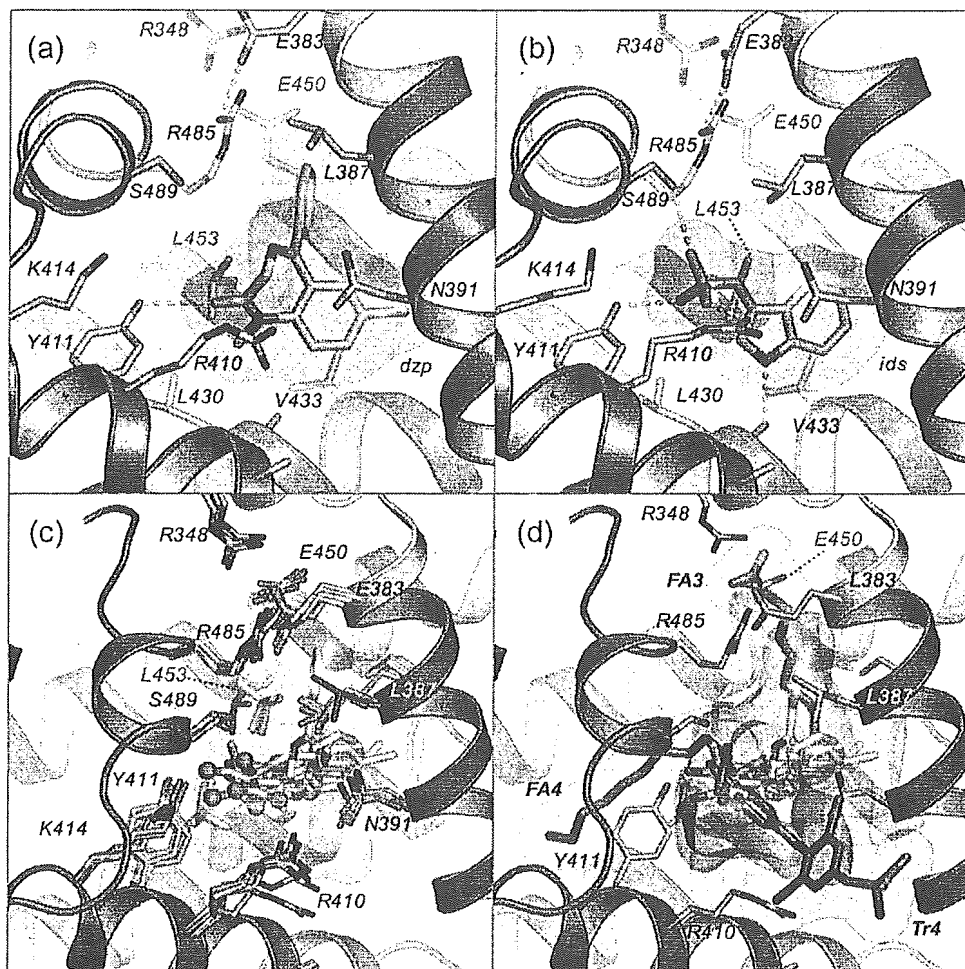 (a)
R348
E383
E450
R485
L387
S489
L453
K414
N391
Y411
R410
dzp
L430
V433
(b)
R348
E383
E450
R485
L387
S489
L453
K414
N391
Y411
R410
ids
L430
V433
(c)
R348
E450
E383
R485
L453
S489
L387
Y411
K414
N391
R410
(d)
R348
E450
FA3
L383
R485
L387
FA4
Y411
R410
Tr4